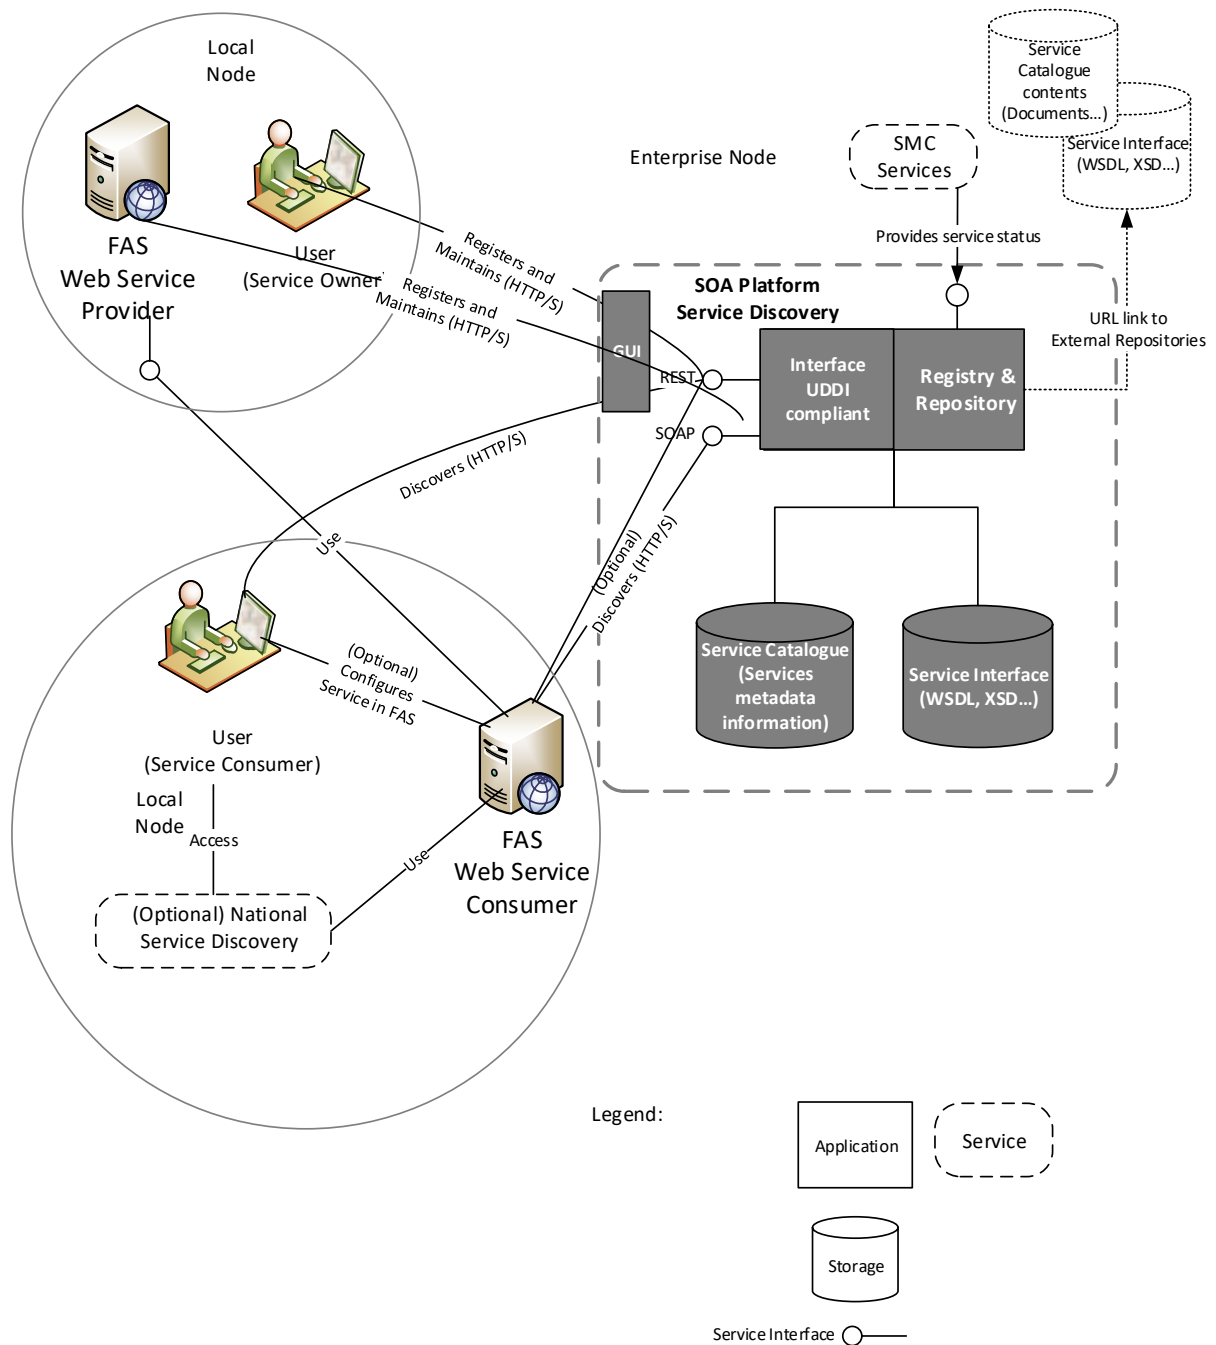 Local
Node
FAS
Web Service
Provider
User
(Service Owner)
Enterprise Node
SMC
Services
Service
Catalogue
contents
(Documents...)
Service Interface
(WSDL, XSD...)
Provides service status
URL link to
External Repositories
Registers and
Maintains (HTTP/S)
Registers and
Maintains (HTTP/S)
SOA Platform
Service Discovery
GUI
REST
SOAP
Interface
UDDI
compliant
Registry &
Repository
Discovers (HTTP/S)
Use
(Optional)
Discovers (HTTP/S)
Service Catalogue
(Services
metadata
information)
Service Interface
(WSDL, XSD...)
(Optional)
Configures
Service in FAS
User
(Service Consumer)
Local
Node
Access
Use
FAS
Web Service
Consumer
(Optional) National
Service Discovery
Legend:
Application
Service
Storage
Service Interface